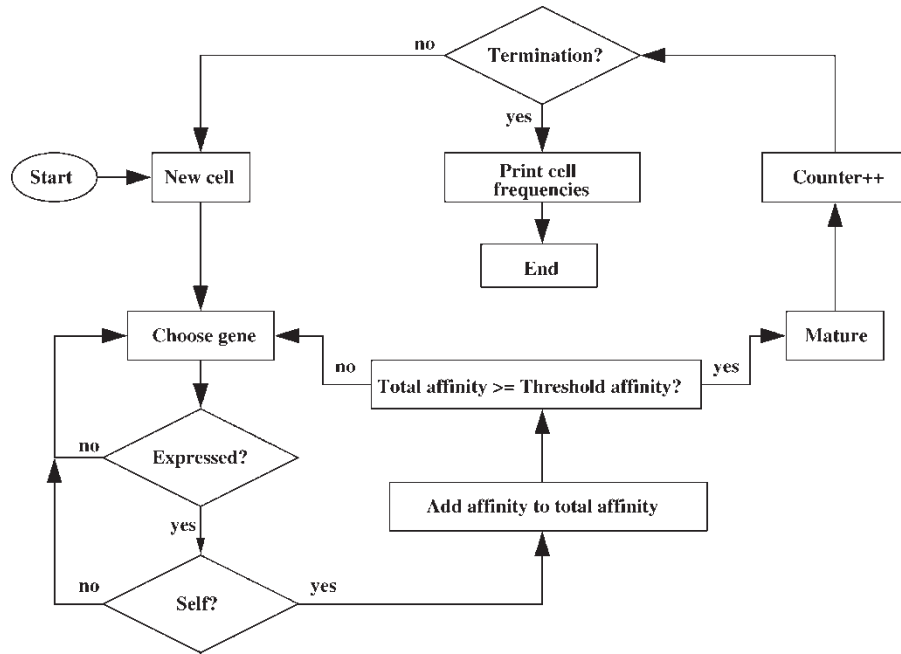 no
Termination?
yes
Start
New cell
Print cell
frequencies
Counter++
End
Choose gene
no
Total affinity >= Threshold affinity?
yes
Mature
no
Expressed?
yes
Add affinity to total affinity
no
Self?
yes